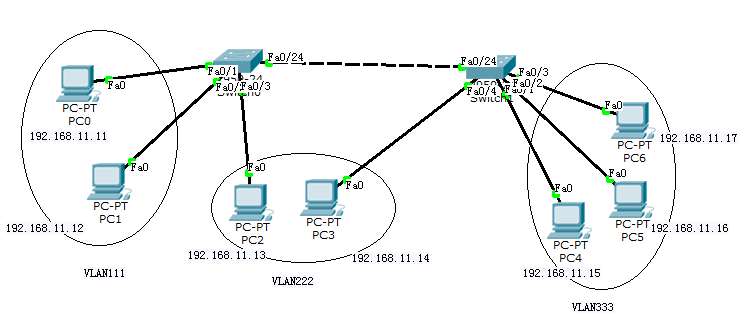 Fa0/24
Fa0/24
Fa0/1
Fa0/3
Fa0/3
Fa0/2
Fa0/1
Fa0/4
Switch1
Fa0
PC-PT
PC0
192.168.11.11
Fa0
PC-PT
PC1
192.168.11.12
VLAN111
Fa0
PC-PT
PC2
192.168.11.13
Fa0
PC-PT
PC3
192.168.11.14
VLAN222
Fa0
PC-PT
PC6
192.168.11.17
Fa0
PC-PT
PC5
192.168.11.16
Fa0
PC-PT
PC4
192.168.11.15
VLAN333